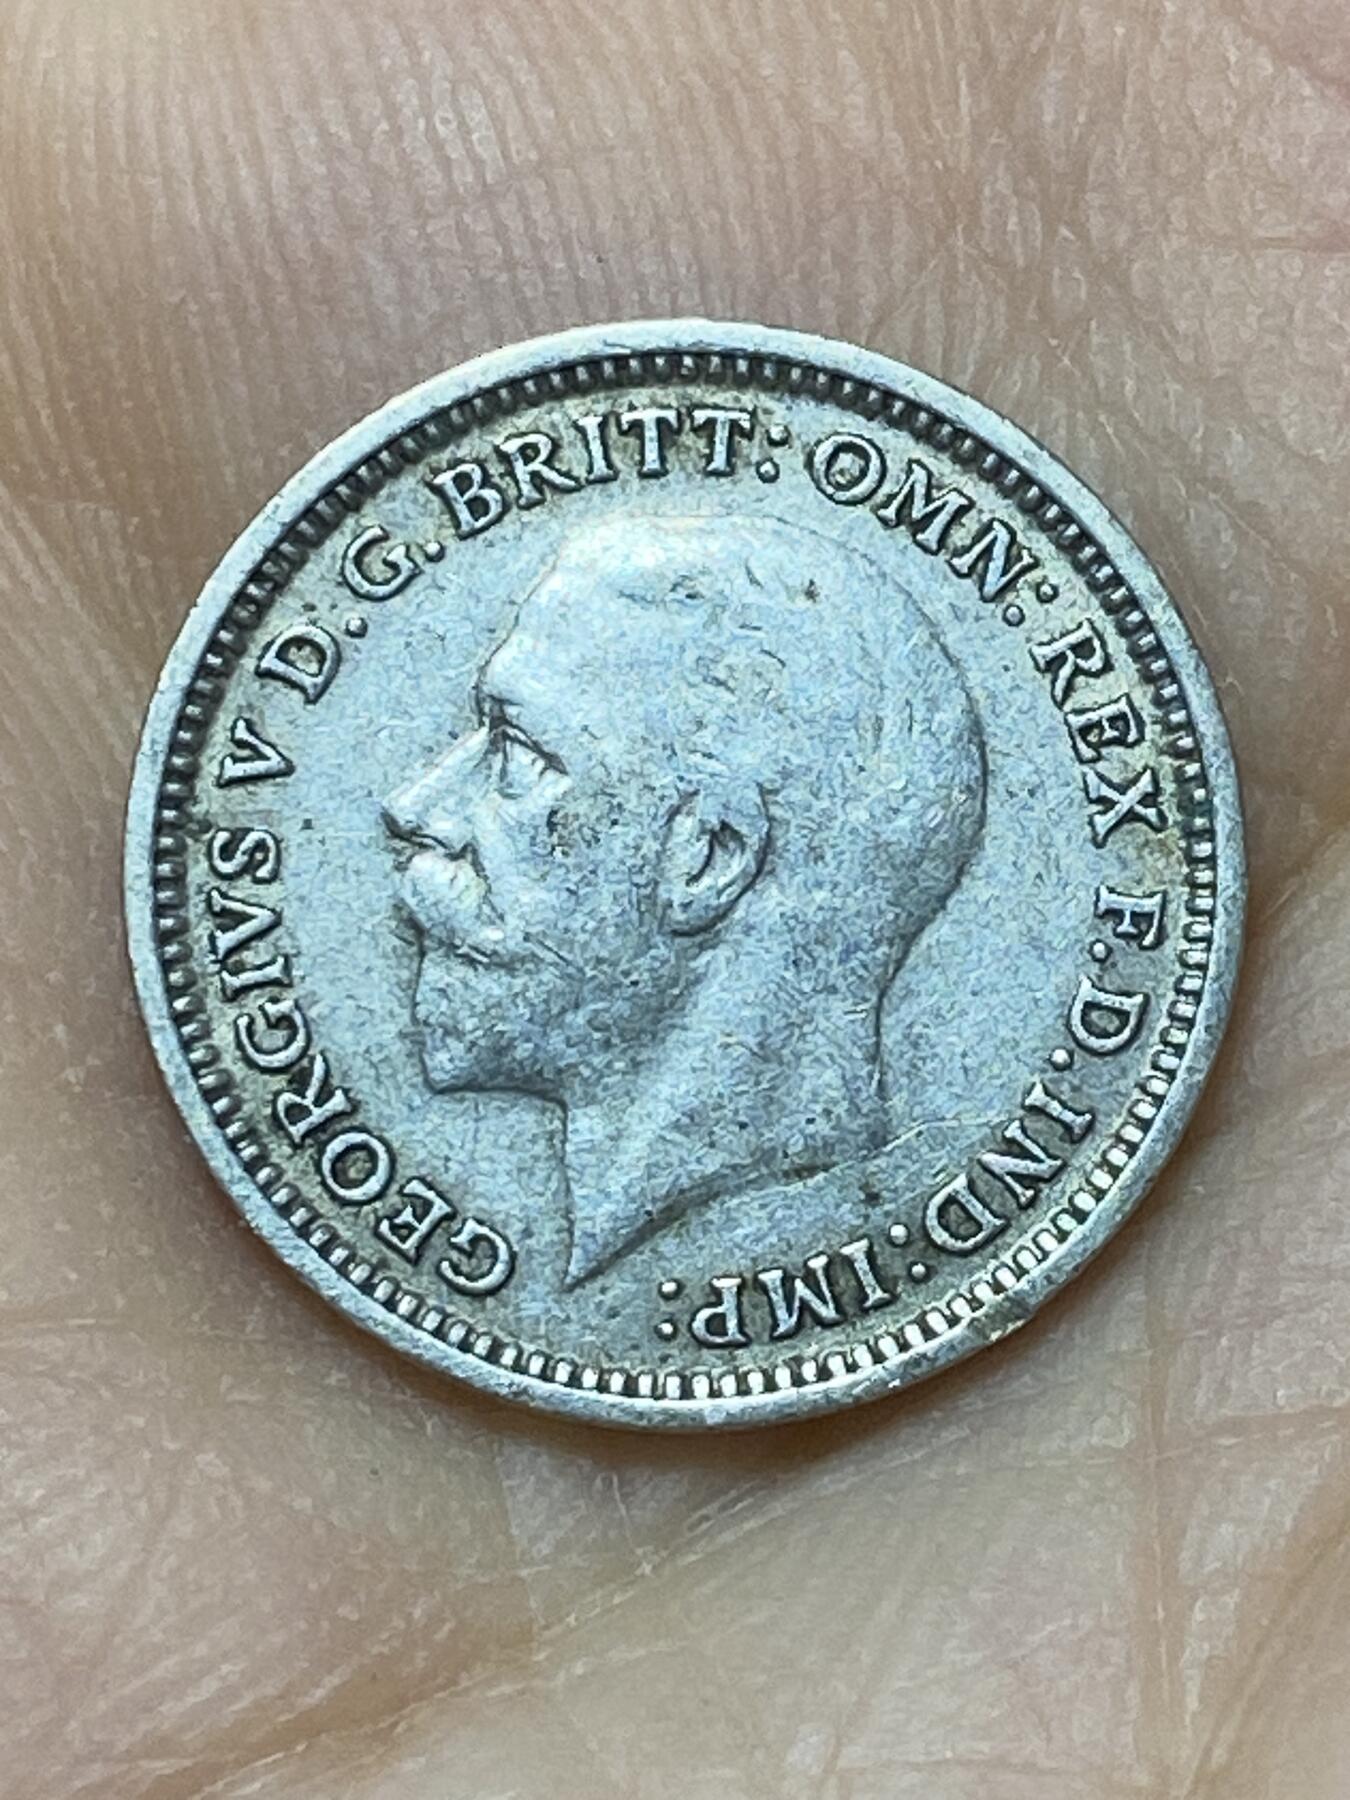 GEORGIVS V D.G.BRITT: OMN: REX F.D.IND:IMP: